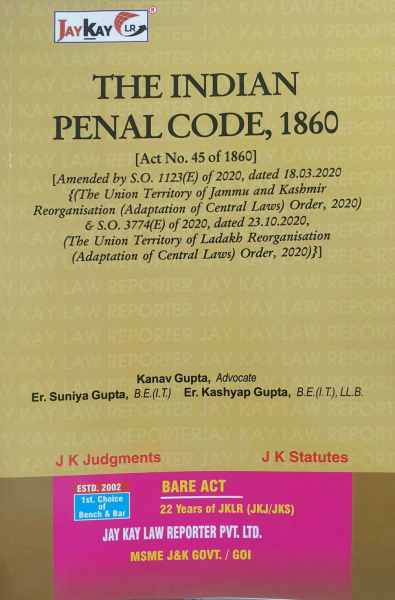 JAYKAY LR ®
THE INDIAN
PENAL CODE, 1860
[Act No. 45 of 1860]
[Amended by S.O. 1123(E) of 2020, dated 18.03.2020
{(The Union Territory of Jammu and Kashmir
Reorganisation (Adaptation of Central Laws) Order, 2020)
& S.O. 3774(E) of 2020, dated 23.10.2020,
(The Union Territory of Ladakh Reorganisation
(Adaptation of Central Laws) Order, 2020)}]
Kanav Gupta, Advocate
Er. Suniya Gupta, B.E.(I.T.) Er. Kashyap Gupta, B.E.(I.T.), LL.B.
J K Judgments J K Statutes
ESTD. 2002 BARE ACT
1st. Choice
of
Bench & Bar
22 Years of JKLR (JKJ/JKS)
JAY KAY LAW REPORTER PVT. LTD.
MSME J&K GOVT. / GOI